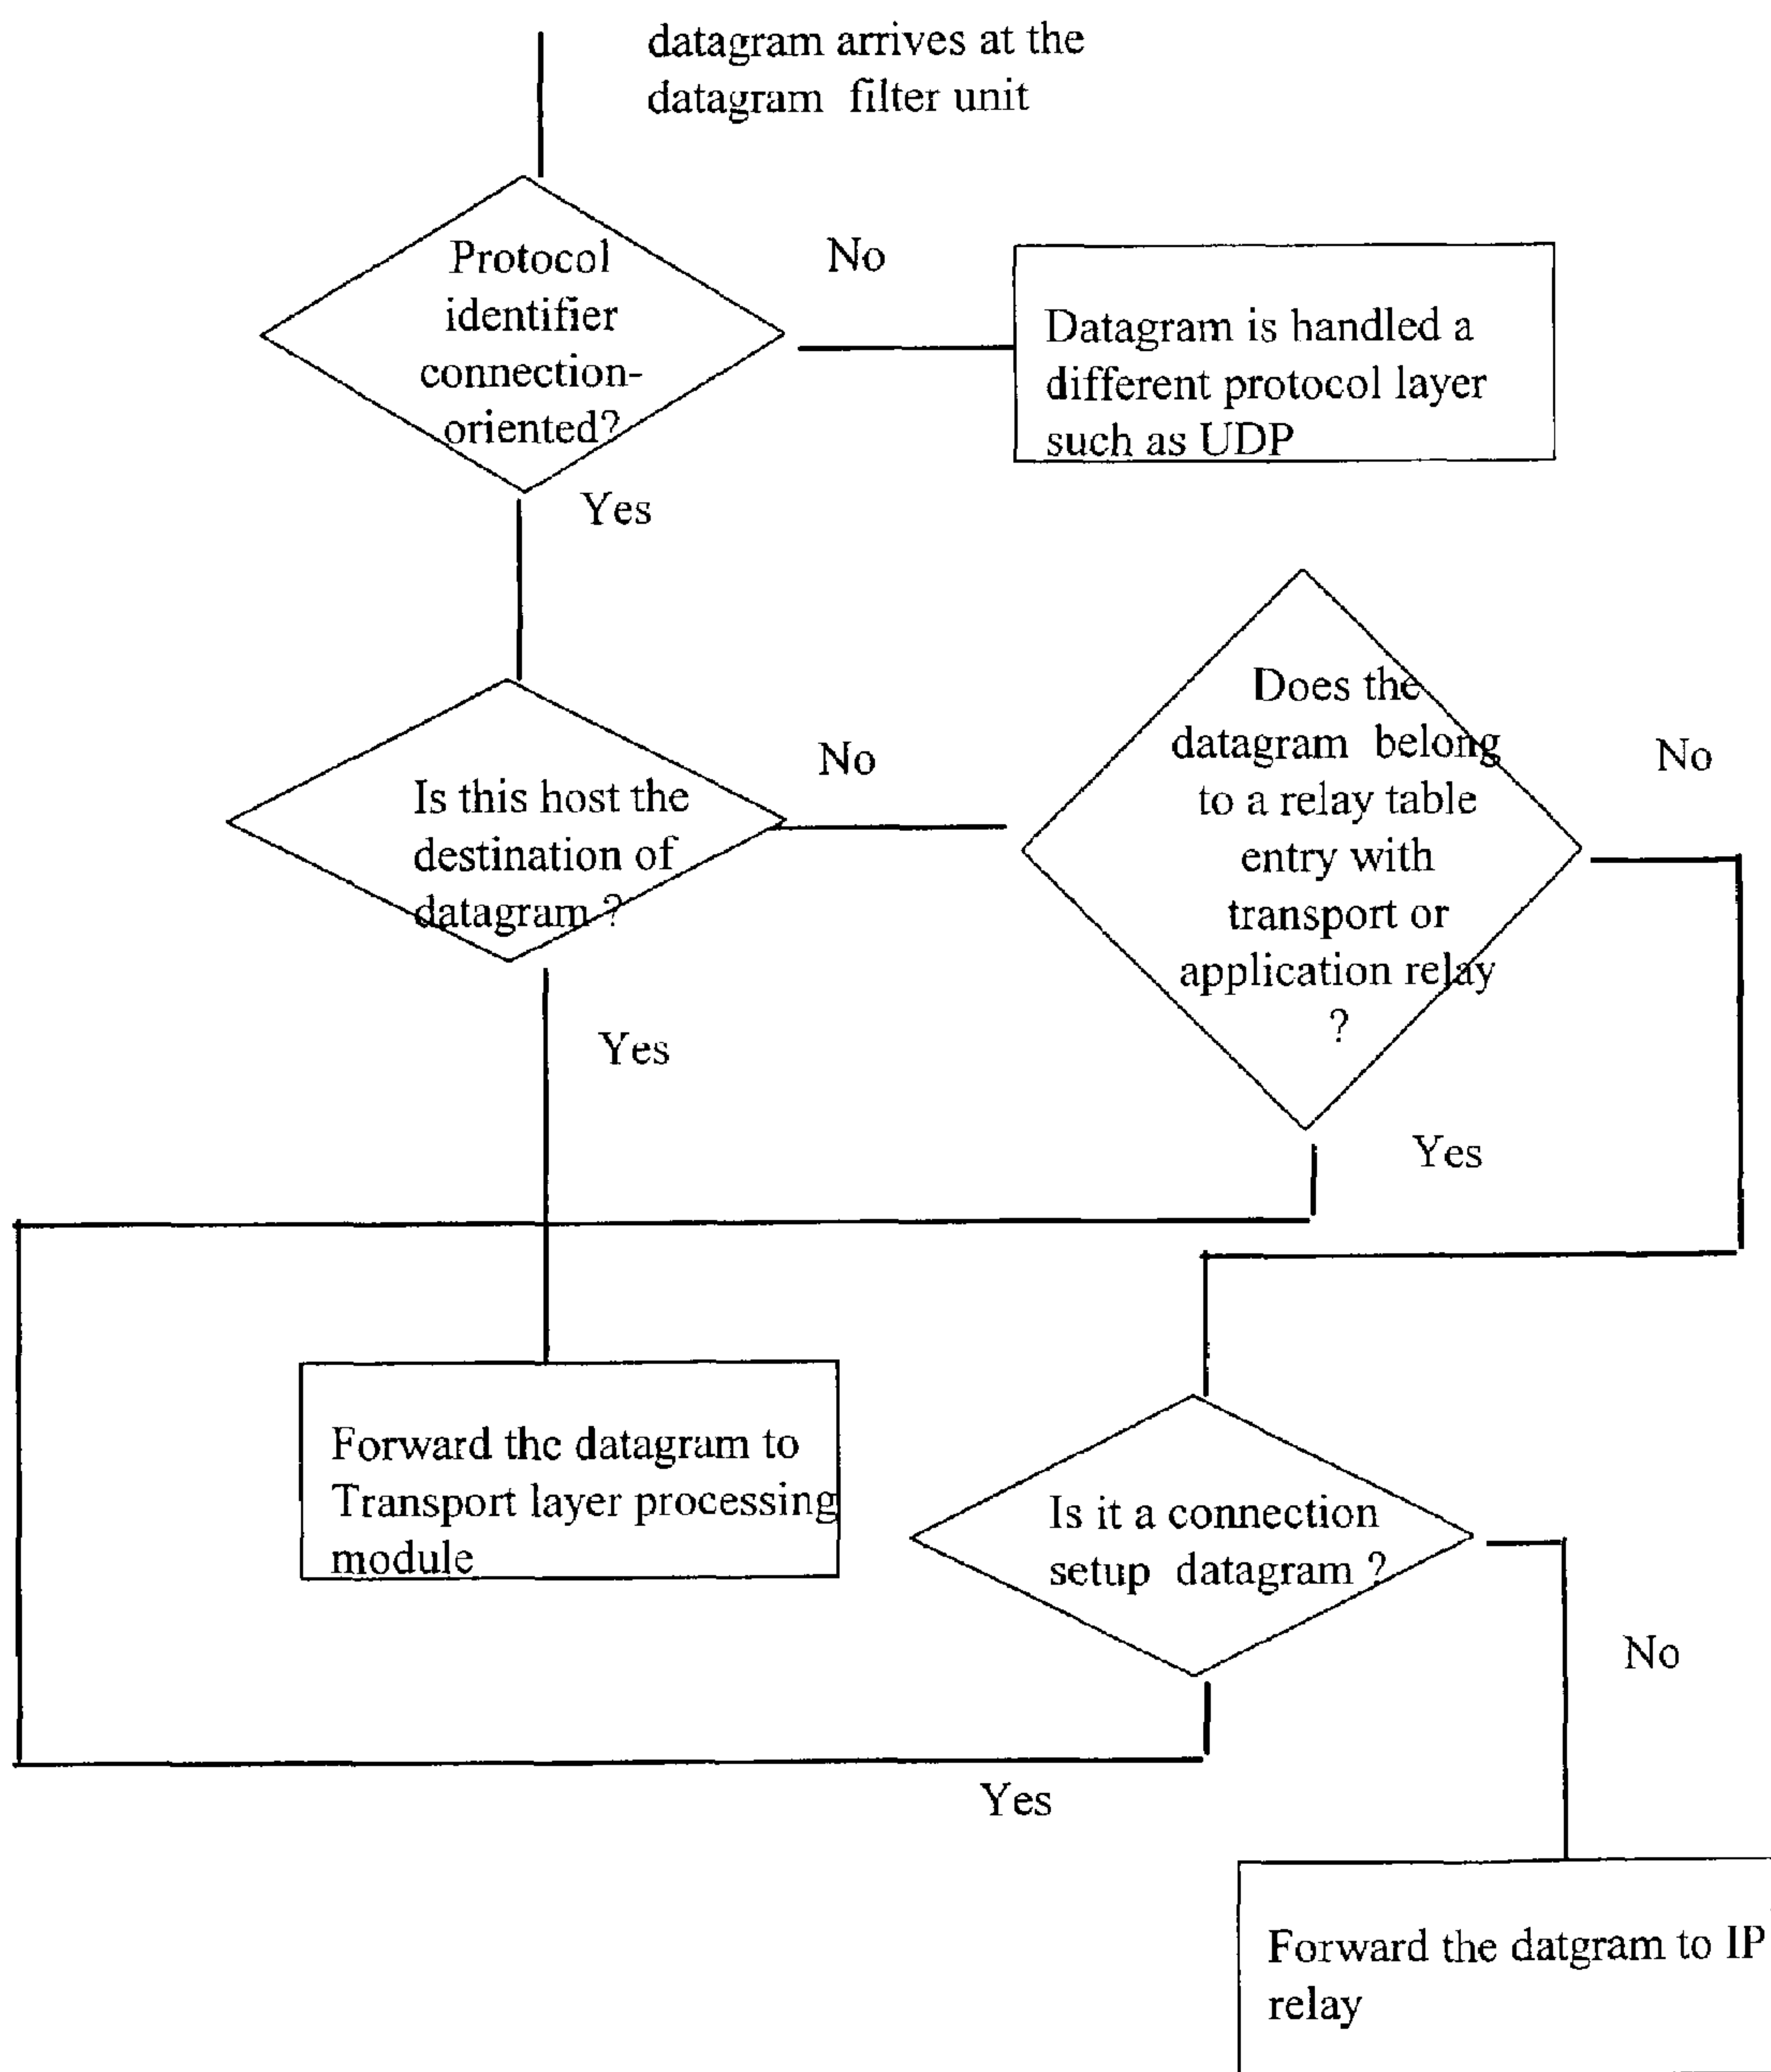 datagram arrives at the
datagram filter unit
Protocol
identifier
connection-
oriented?
No
Datagram is handled a
different protocol layer
such as UDP
Yes
Is this host the
destination of
datagram ?
No
Does the
datagram belong
to a relay table
entry with
transport or
application relay
?
No
Yes
Yes
Forward the datagram to
Transport layer processing
module
Is it a connection
setup datagram ?
No
Yes
Forward the datgram to IP
relay